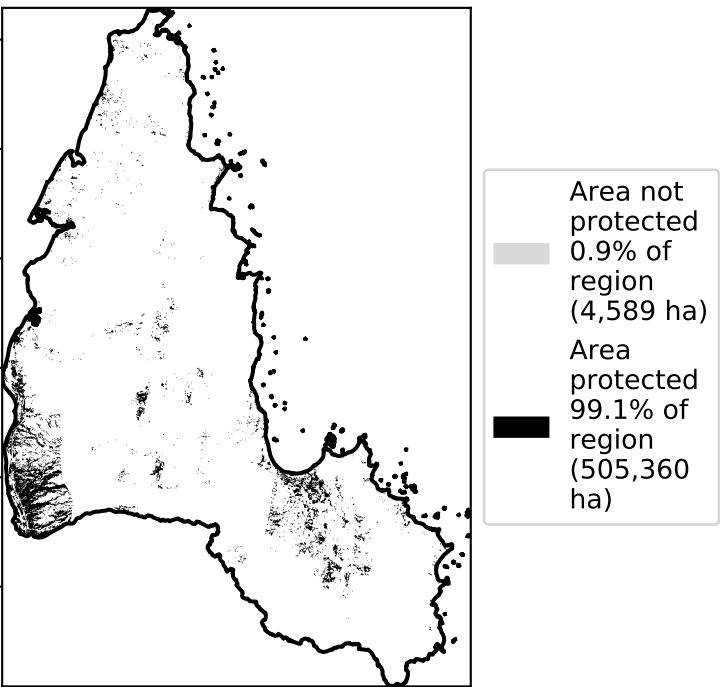 Area not
protected
0.9% of
region
(4,589 ha)
Area
protected
99.1% of
region
(505,360
ha)